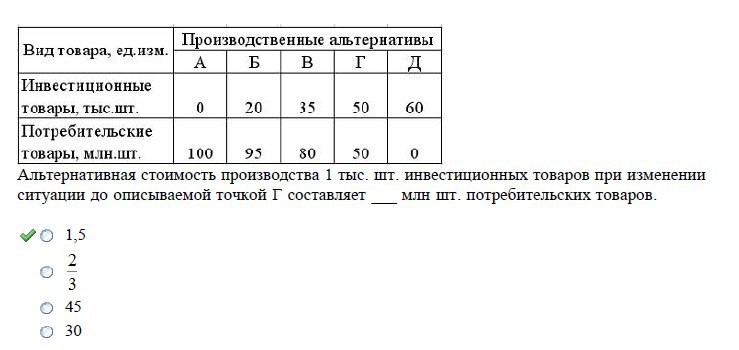 Вид товара, ед.изм. Производственные альтернативы
А Б В Г Д
Инвестиционные
товары, тыс.шт. 0 20 35 50 60
Потребительские
товары, млн.шт. 100 95 80 50 0
Альтернативная стоимость производства 1 тыс. шт. инвестиционных товаров при изменении
ситуации до описываемой точкой Г составляет ___ млн шт. потребительских товаров.
1,5
2
3
45
30